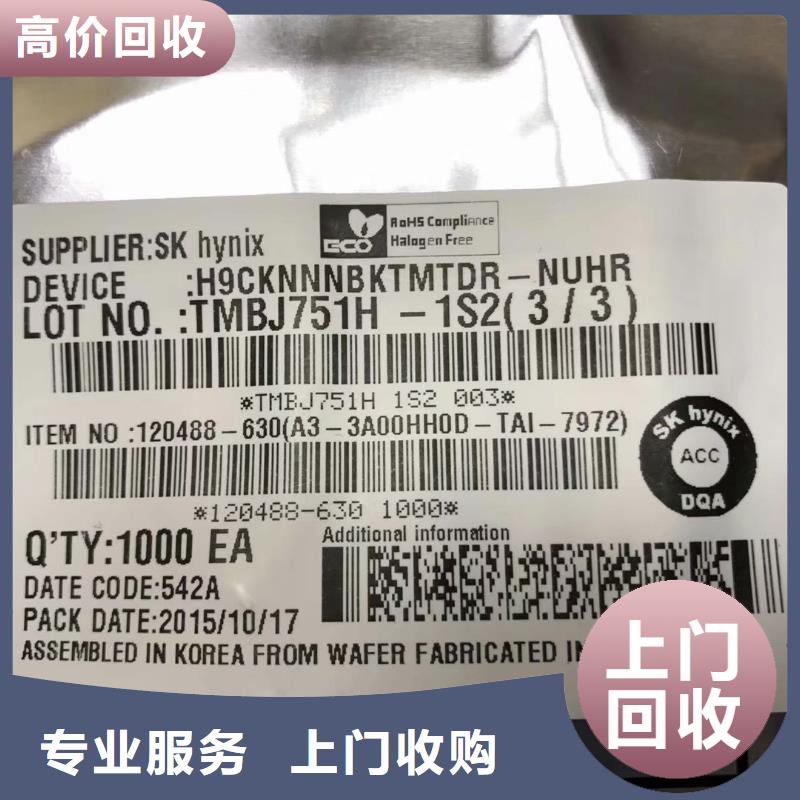 高价回收
ECO
RoHS Compliance
Halogen Free
SUPPLIER:SK hynix
DEVICE :H9CKNNNBKTMTDR-NUHR
LOT NO. :TMBJ751H -1S2(3/3)
*TMBJ751H 1S2 003*
ITEM NO :120488-630(A3-3A00HH0D-TAI-7972)
SK hynix
ACC
DQA
*120488-630 1000*
Q'TY:1000 EA
Additional information
DATE CODE:542A
PACK DATE:2015/10/17
ASSEMBLED IN KOREA FROM WAFER FABRICATED IN
上门
回收
专业服务 上门收购